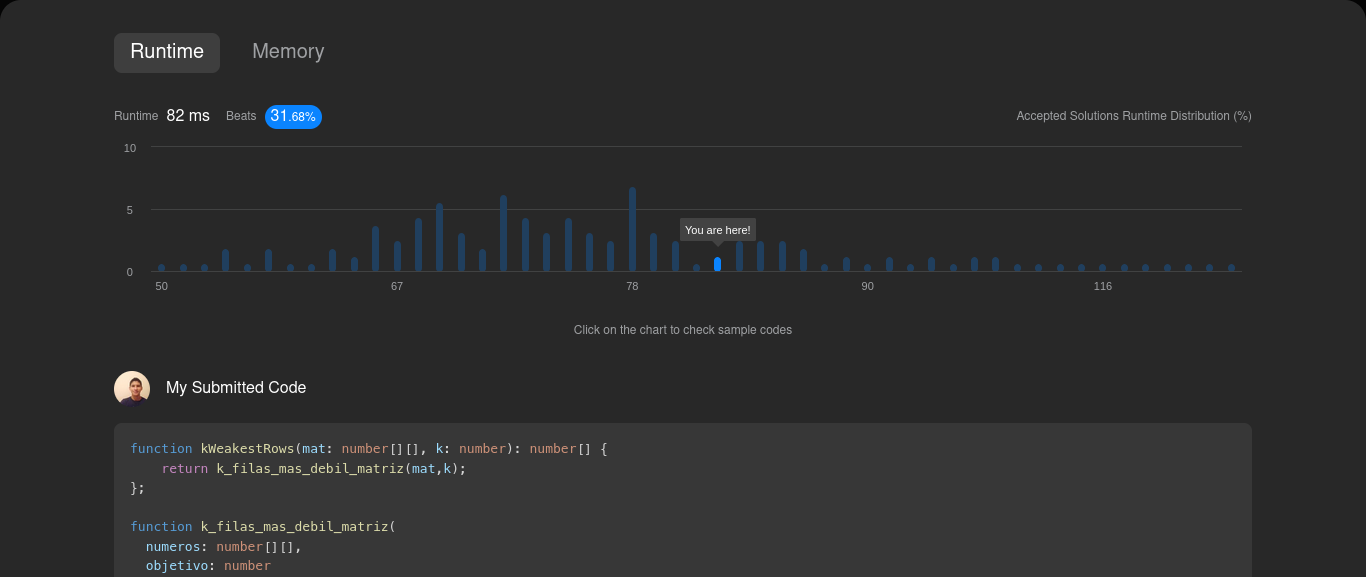 Runtime Memory
Runtime 82 ms Beats 31.68% Accepted Solutions Runtime Distribution (%)
10
5
You are here!
0
50 67 78 90 116
Click on the chart to check sample codes
My Submitted Code
function kWeakestRows(mat: number[][], k: number): number[] {
    return k_filas_mas_debil_matriz(mat,k);
};
function k_filas_mas_debil_matriz(
  numeros: number[][],
  objetivo: number